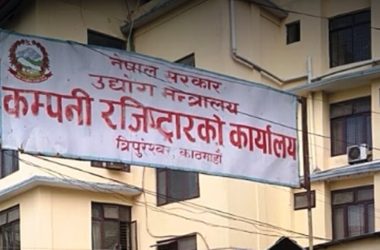 नेपाल सरकार
उद्योग मन्त्रालय
कम्पनी रजिष्ट्रारको कार्यालय
त्रिपुरेश्वर, काठमाडौं